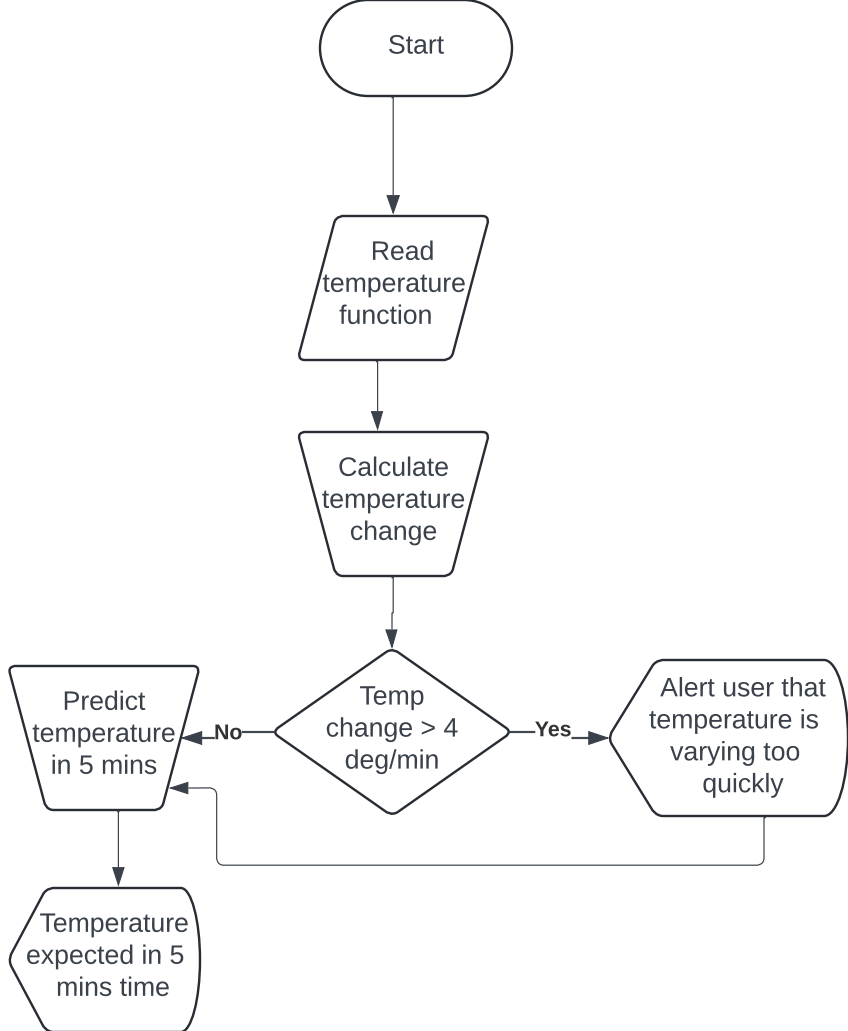 Start
Read
temperature
function
Calculate
temperature
change
Temp
change > 4
deg/min
No
Yes
Predict
temperature
in 5 mins
Alert user that
temperature is
varying too
quickly
Temperature
expected in 5
mins time